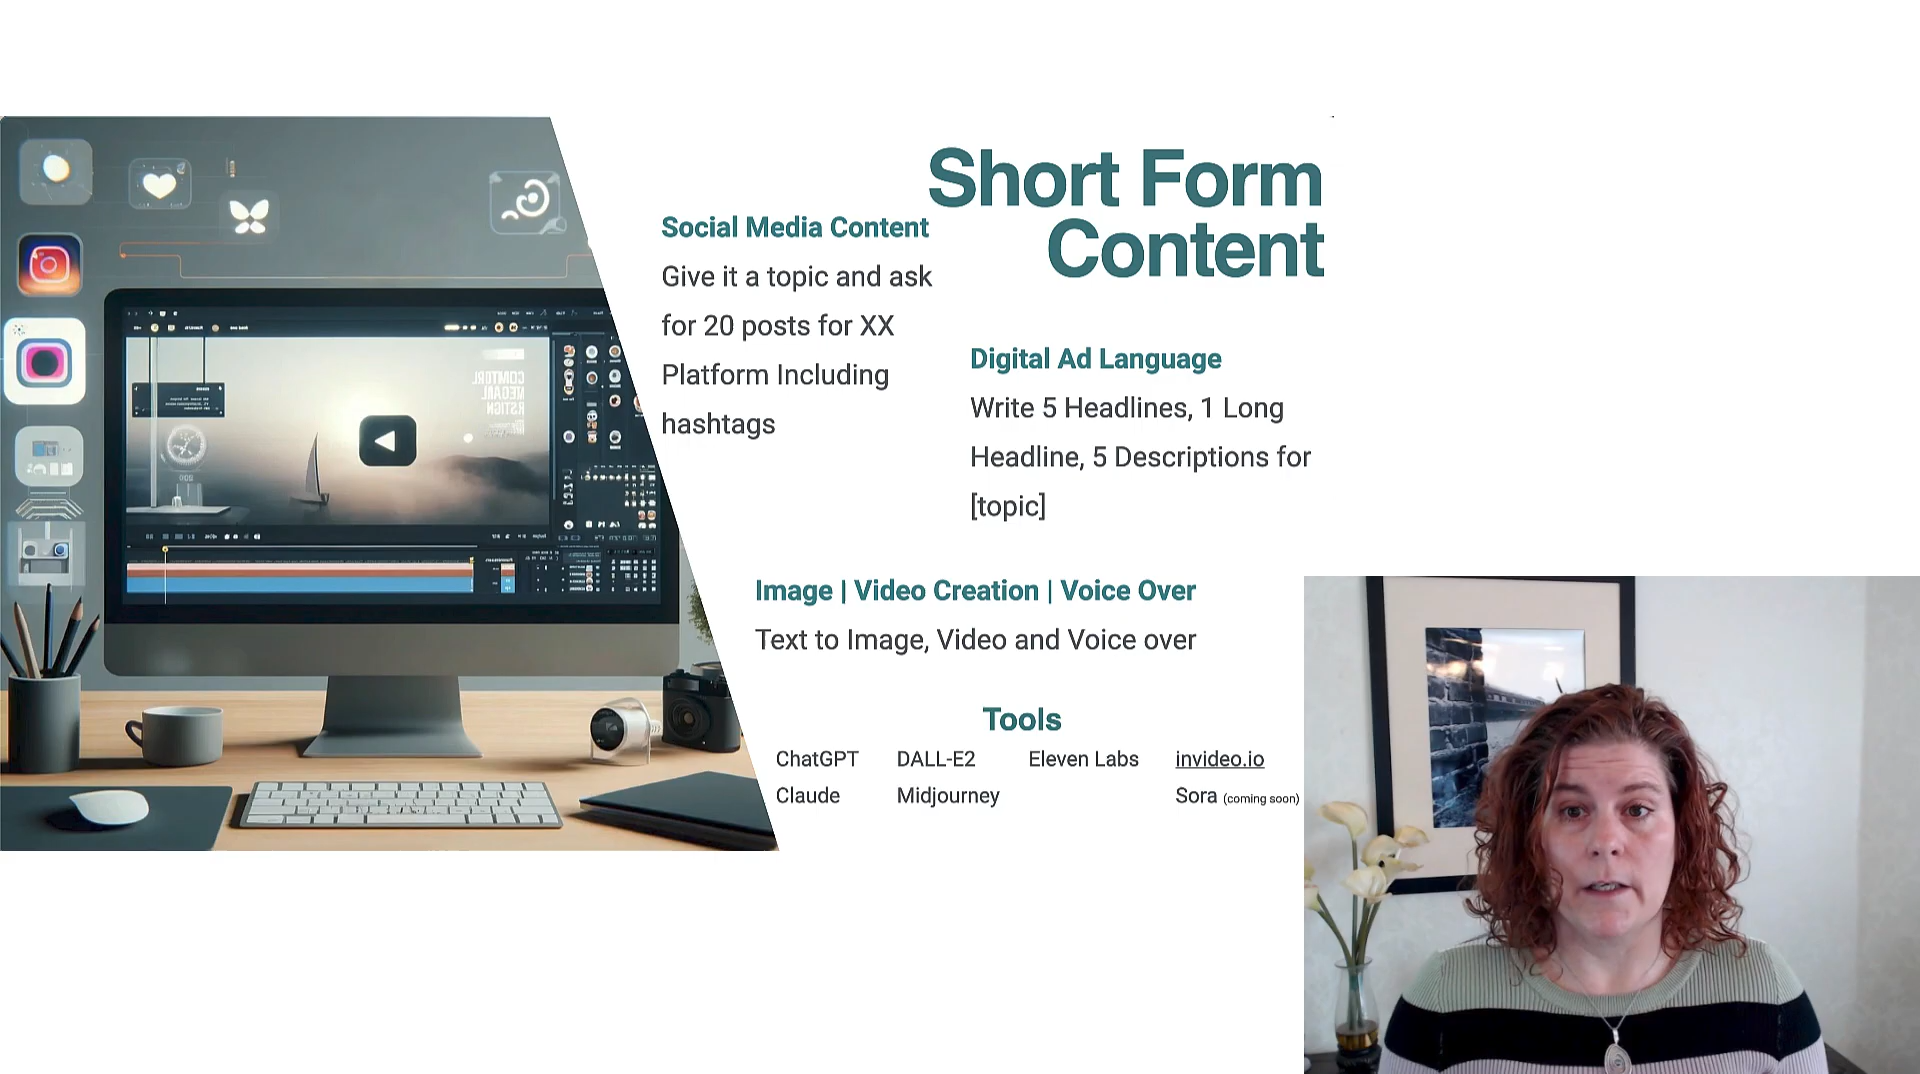 Short Form
Content
Social Media Content
Give it a topic and ask
for 20 posts for XX
Platform Including
hashtags
Digital Ad Language
Write 5 Headlines, 1 Long
Headline, 5 Descriptions for
[topic]
Image | Video Creation | Voice Over
Text to Image, Video and Voice over
Tools
ChatGPT DALL-E2 Eleven Labs invideo.io
Claude Midjourney Sora (coming soon)